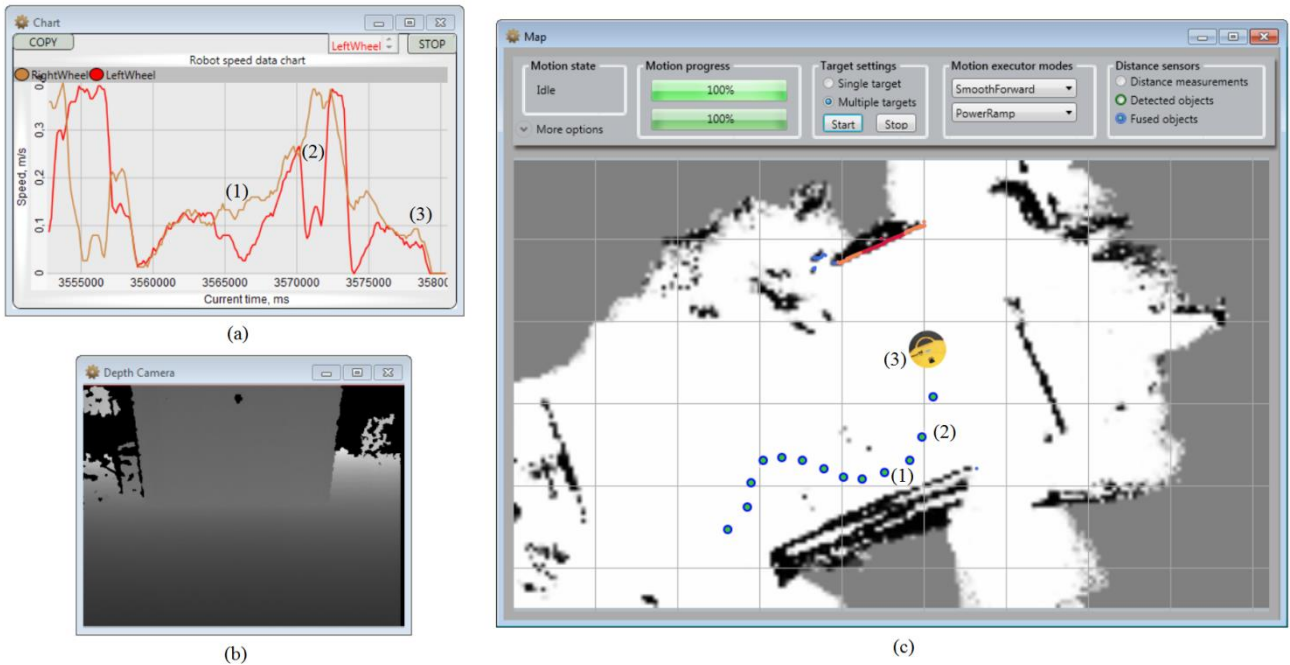 Chart
COPY
LeftWheel
STOP
Robot speed data chart
RightWheel
LeftWheel
Speed, m/s
0
0,1
0,2
0,3
(1)
(2)
(3)
3555000
3560000
3565000
3570000
3575000
35800
Current time, ms
(a)
Depth Camera
(b)
Map
Motion state
Idle
More options
Motion progress
100%
100%
Target settings
Single target
Multiple targets
Start
Stop
Motion executor modes
SmoothForward
PowerRamp
Distance sensors
Distance measurements
Detected objects
Fused objects
(3)
(2)
(1)
(c)